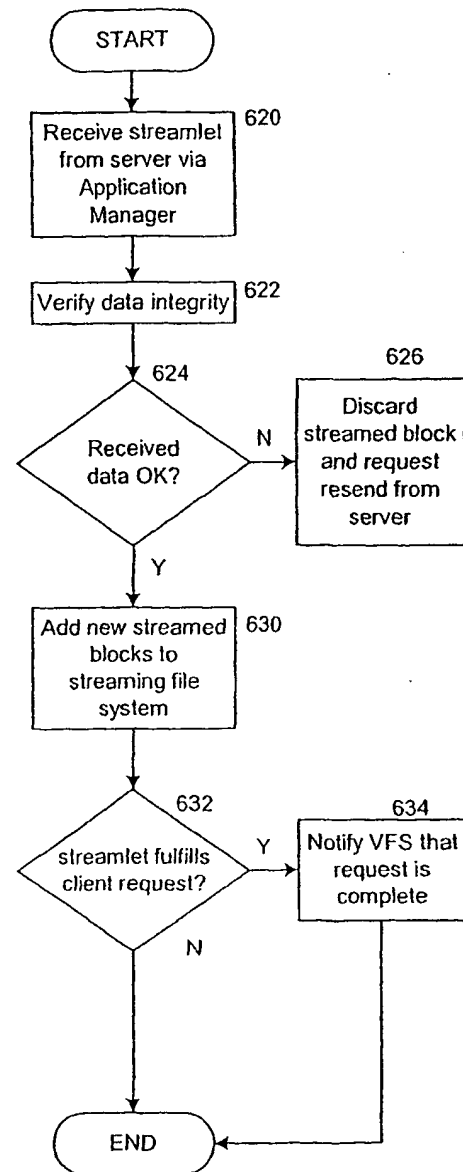 START
620
Receive streamlet
from server via
Application
Manager
Verify data integrity
622
624
Received
data OK?
N
626
Discard
streamed block
and request
resend from
server
Y
Add new streamed
blocks to
streaming file
system
630
632
streamlet fulfills
client request?
Y
634
Notify VFS that
request is
complete
N
END